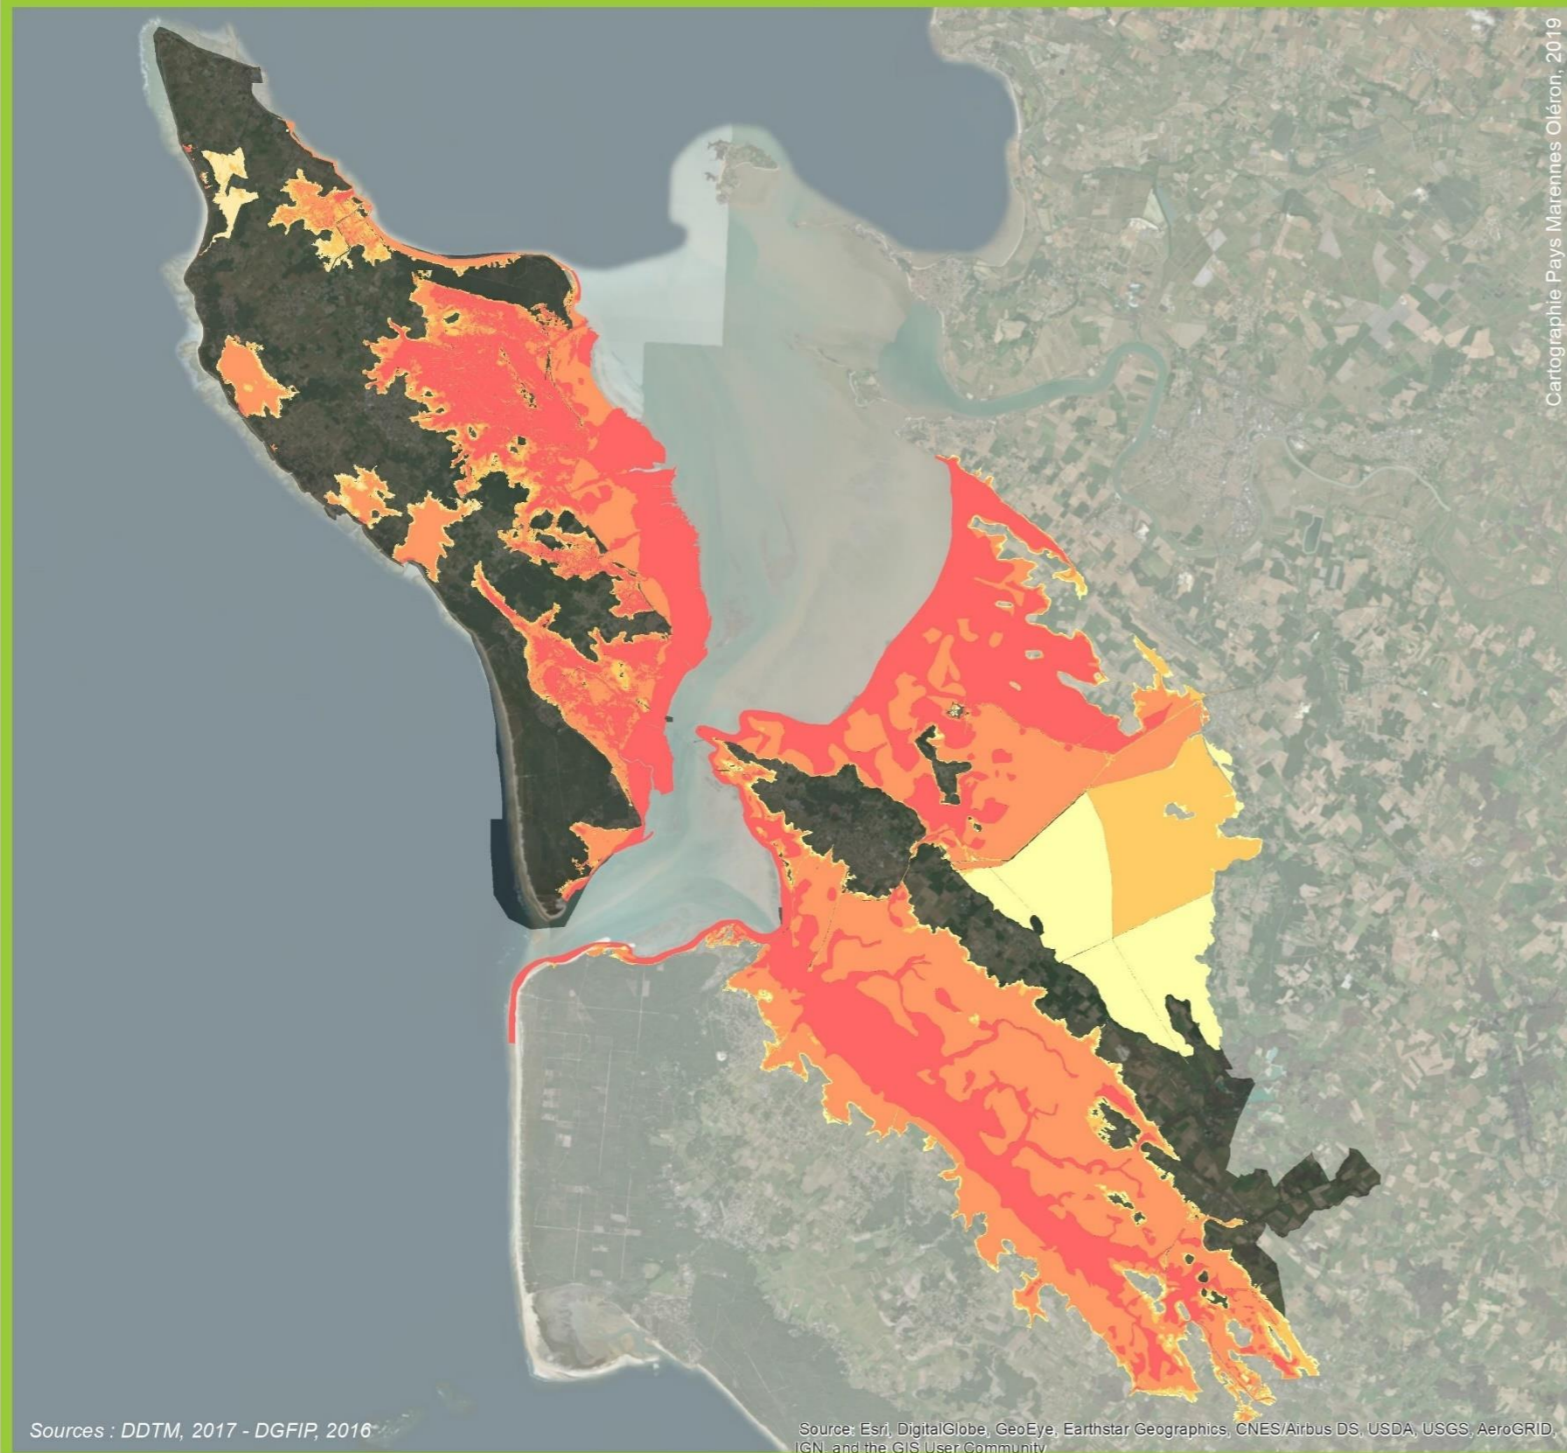 Cartographie Pays Marennes Oléron, 2019
Sources : DDTM, 2017 - DGFIP, 2016
Source: Esri, DigitalGlobe, GeoEye, Earthstar Geographics, CNES/Airbus DS, USDA, USGS, AeroGRID,
IGN, and the GIS User Community